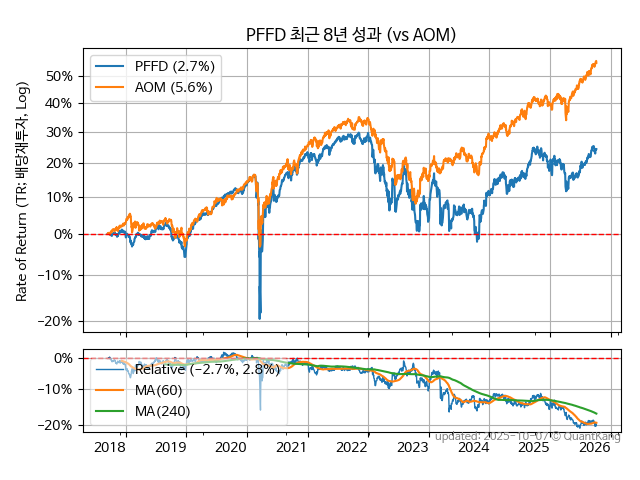 PFFD 최근 8년 성과 (vs AOM)
Rate of Return (TR: 배당재투자, Log)
PFFD (2.7%)
AOM (5.6%)
50%
40%
30%
20%
10%
0%
−10%
−20%
0%
−10%
−20%
Relative (−2.7%, 2.8%)
MA(60)
MA(240)
updated: 2025-10-07 © QuantKang
2018 2019 2020 2021 2022 2023 2024 2025 2026